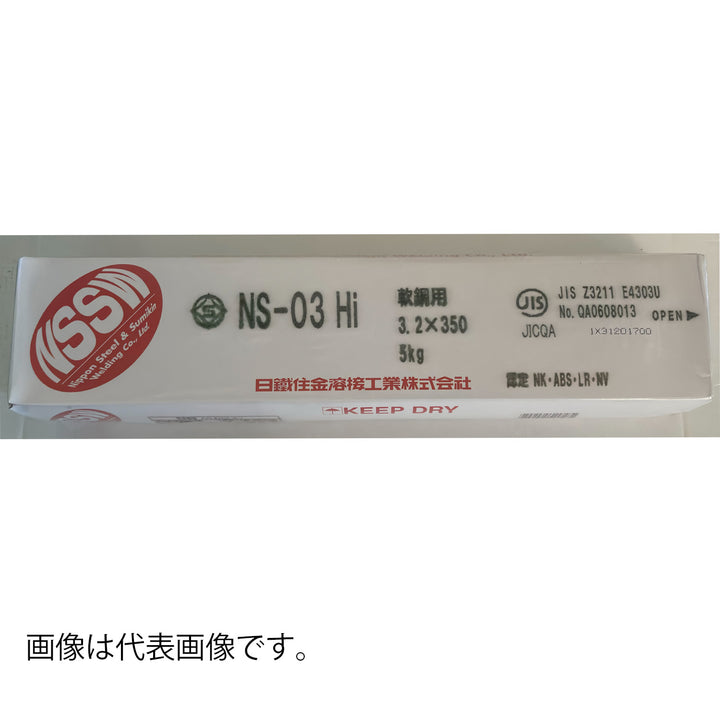 NSSW
Nippon Steel & Sumikin
Welding Co., Ltd.
NS-03 Hi
軟鋼用
3.2×350
5kg
JIS
JICQA
JIS Z3211 E4303U
No. QA0608013
OPEN
1X31201700
認定 NK・ABS・LR・NV
日鐵住金溶接工業株式会社
KEEP DRY
画像は代表画像です。